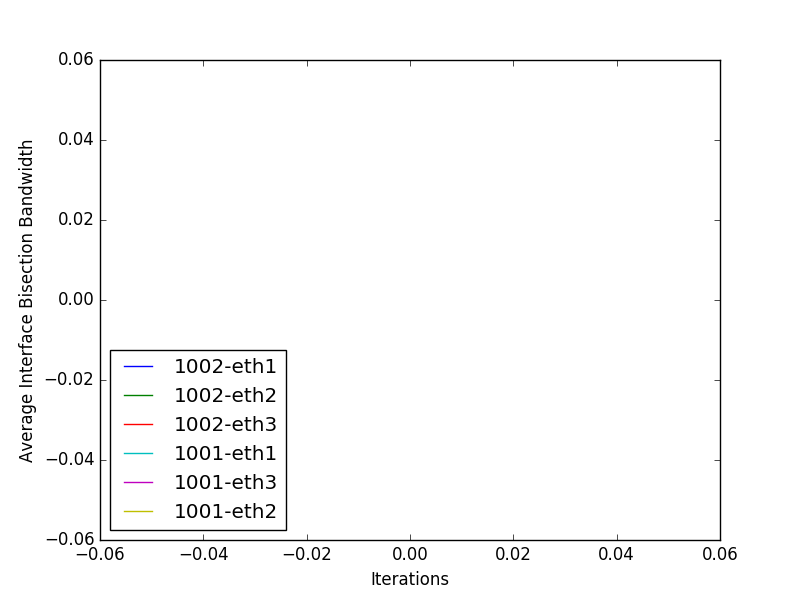 0.06
0.04
0.02
0.00
−0.02
−0.04
−0.06
Average Interface Bisection Bandwidth
1002-eth1
1002-eth2
1002-eth3
1001-eth1
1001-eth3
1001-eth2
−0.06 −0.04 −0.02 0.00 0.02 0.04 0.06
Iterations